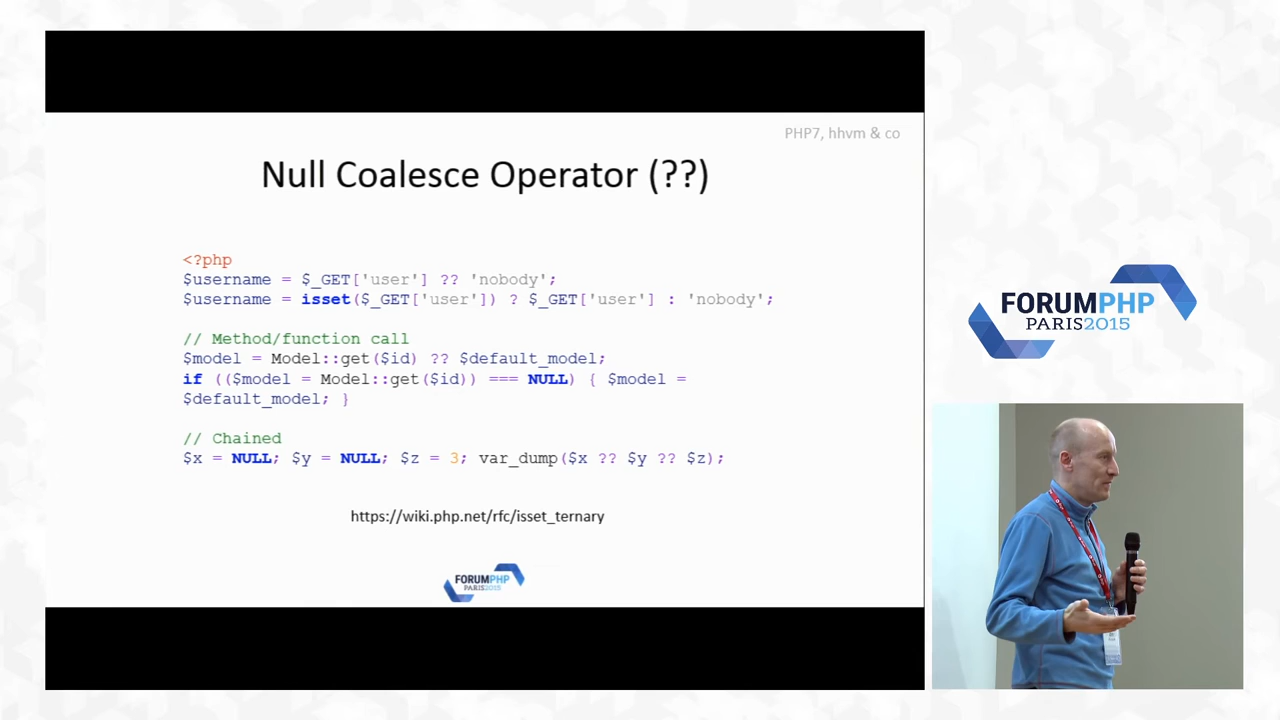 PHP7, hhvm & co
Null Coalesce Operator (??)
<?php
$username = $_GET['user'] ?? 'nobody';
$username = isset($_GET['user']) ? $_GET['user'] : 'nobody';
// Method/function call
$model = Model::get($id) ?? $default_model;
if (($model = Model::get($id)) === NULL) { $model =
$default_model; }
// Chained
$x = NULL; $y = NULL; $z = 3; var_dump($x ?? $y ?? $z);
https://wiki.php.net/rfc/isset_ternary
FORUMPHP
PARIS2015
FORUMPHP
PARIS2015